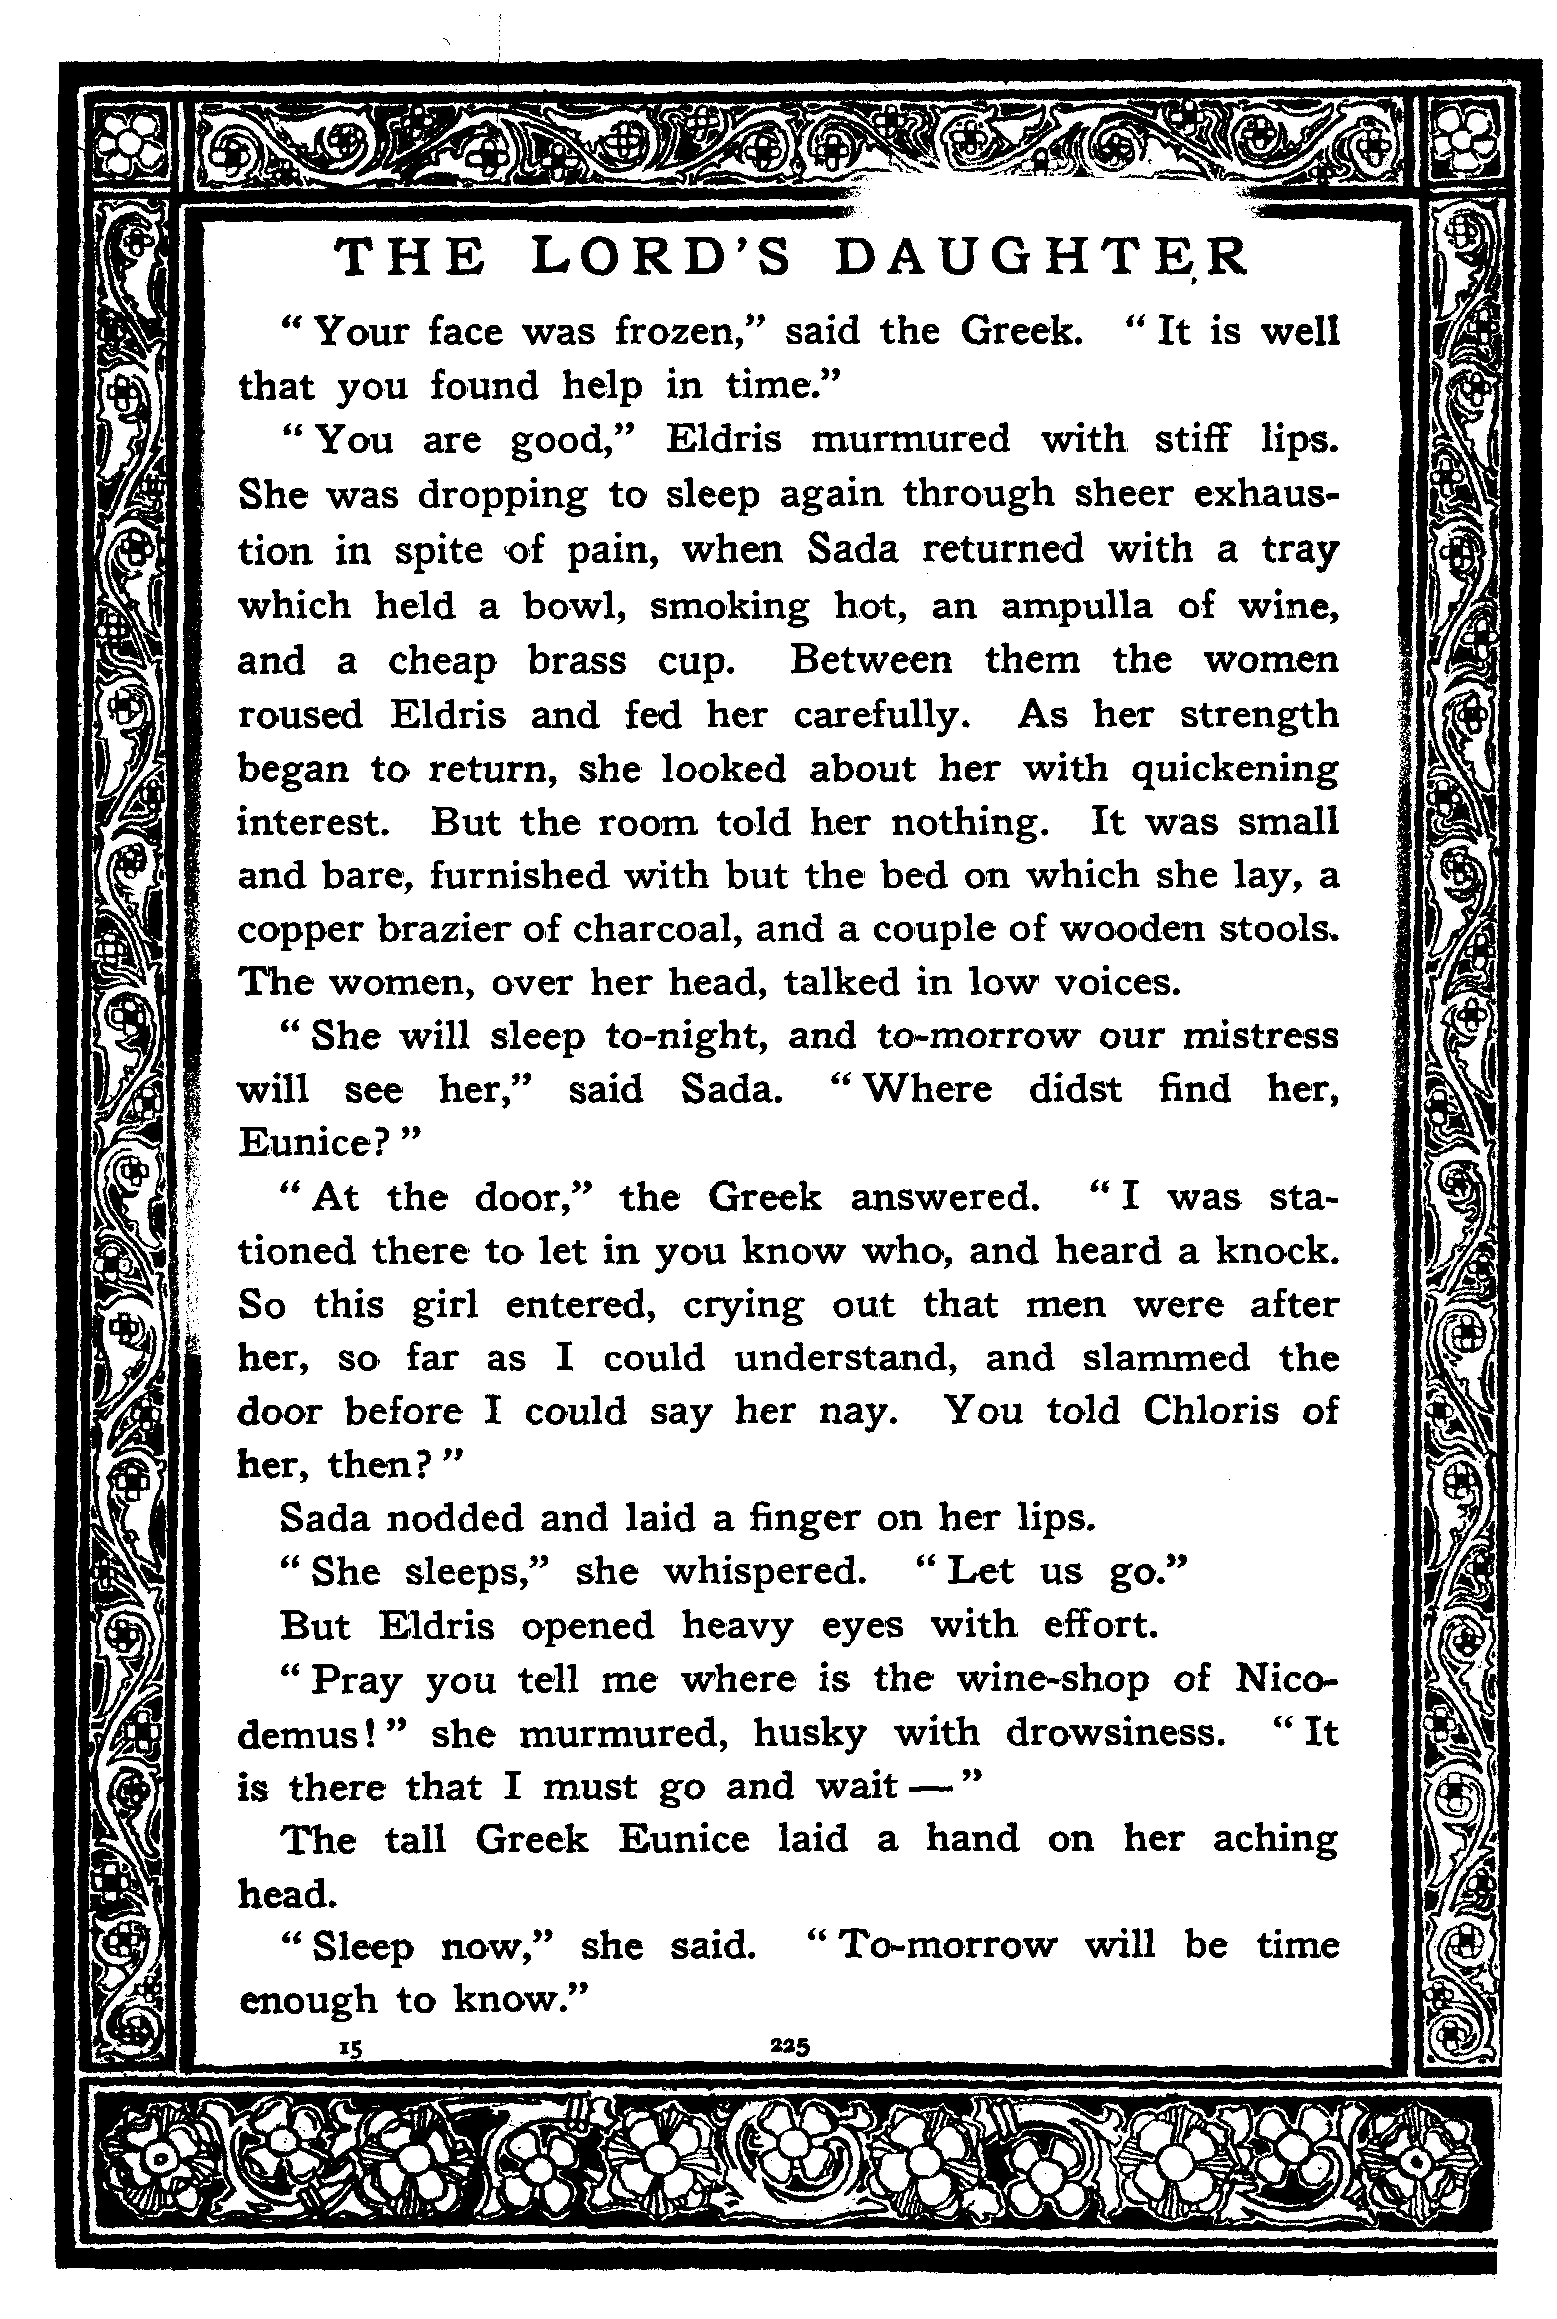 THE LORD'S DAUGHTER
“Your face was frozen,” said the Greek. “It is well
that you found help in time.”
“You are good,” Eldris murmured with stiff lips.
She was dropping to sleep again through sheer exhaus-
tion in spite of pain, when Sada returned with a tray
which held a bowl, smoking hot, an ampulla of wine,
and a cheap brass cup. Between them the women
roused Eldris and fed her carefully. As her strength
began to return, she looked about her with quickening
interest. But the room told her nothing. It was small
and bare, furnished with but the bed on which she lay, a
copper brazier of charcoal, and a couple of wooden stools.
The women, over her head, talked in low voices.
“She will sleep to-night, and to-morrow our mistress
will see her,” said Sada. “Where didst find her,
Eunice?”
“At the door,” the Greek answered. “I was sta-
tioned there to let in you know who, and heard a knock.
So this girl entered, crying out that men were after
her, so far as I could understand, and slammed the
door before I could say her nay. You told Chloris of
her, then?”
Sada nodded and laid a finger on her lips.
“She sleeps,” she whispered. “Let us go.”
But Eldris opened heavy eyes with effort.
“Pray you tell me where is the wine-shop of Nico-
demus!” she murmured, husky with drowsiness. “It
is there that I must go and wait—”
The tall Greek Eunice laid a hand on her aching
head.
“Sleep now,” she said. “To-morrow will be time
enough to know.”
15 225